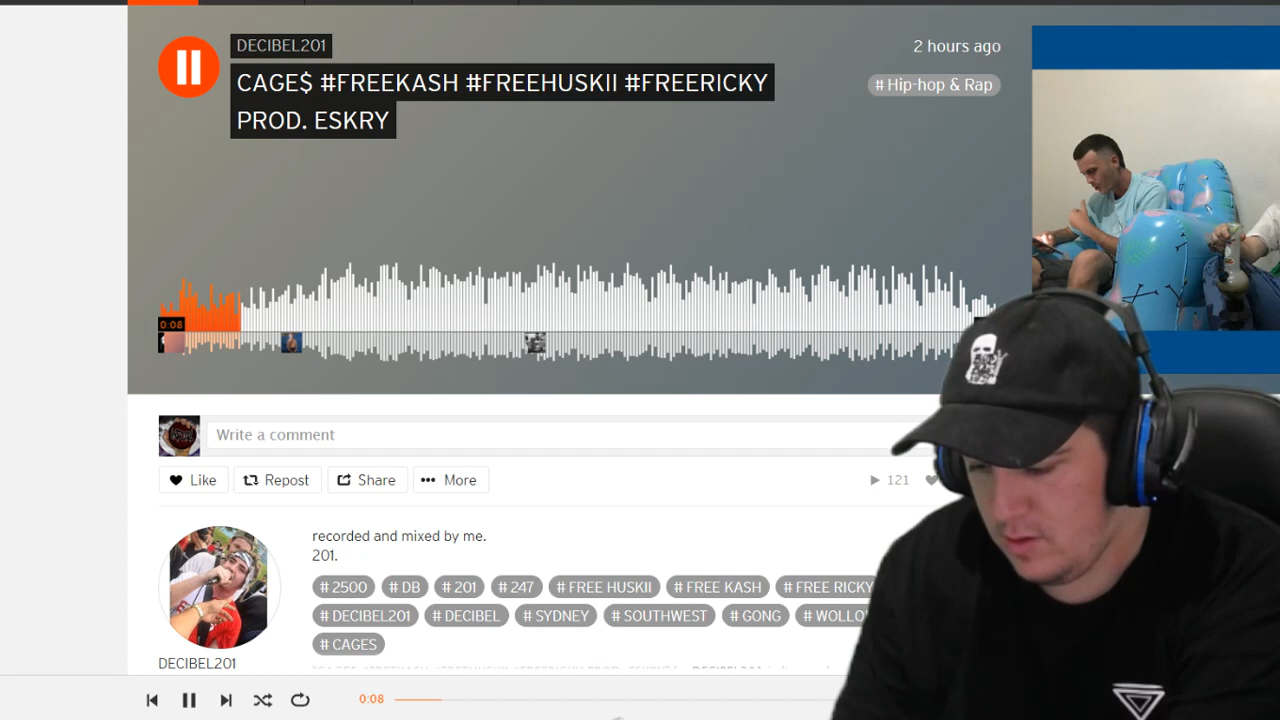 DECIBEL201
2 hours ago
CAGE$ #FREEKASH #FREEHUSKII #FREERICKY
# Hip-hop & Rap
PROD. ESKRY
0:08
Write a comment
Like
Repost
Share
More
121
recorded and mixed by me.
201.
# 2500
# DB
# 201
# 247
# FREE HUSKII
# FREE KASH
# FREE RICKY
# DECIBEL201
# DECIBEL
# SYDNEY
# SOUTHWEST
# GONG
# WOLLO
# CAGES
DECIBEL201
0:08